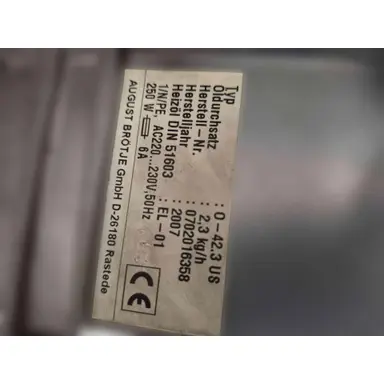 Typ : O-42.3 US
Öldurchsatz : 2,3 kg/h
Herstell-Nr. : 0702016358
Herstelljahr : 2007
Heizöl DIN 51603 : EL-01
1/N/PE, AC220...230V,50Hz
250 W 6A
AUGUST BRÖTJE GmbH D-26180 Rastede
CE